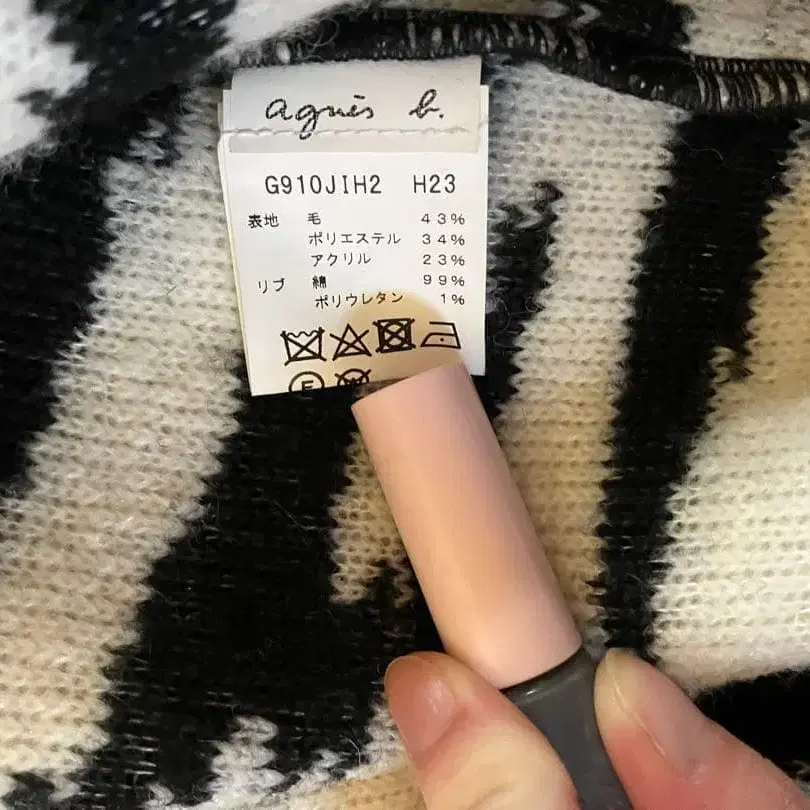 agnès b.
G910JIH2 H23
表地 毛 43%
ポリエステル 34%
アクリル 23%
リブ 綿 99%
ポリウレタン 1%
F
W